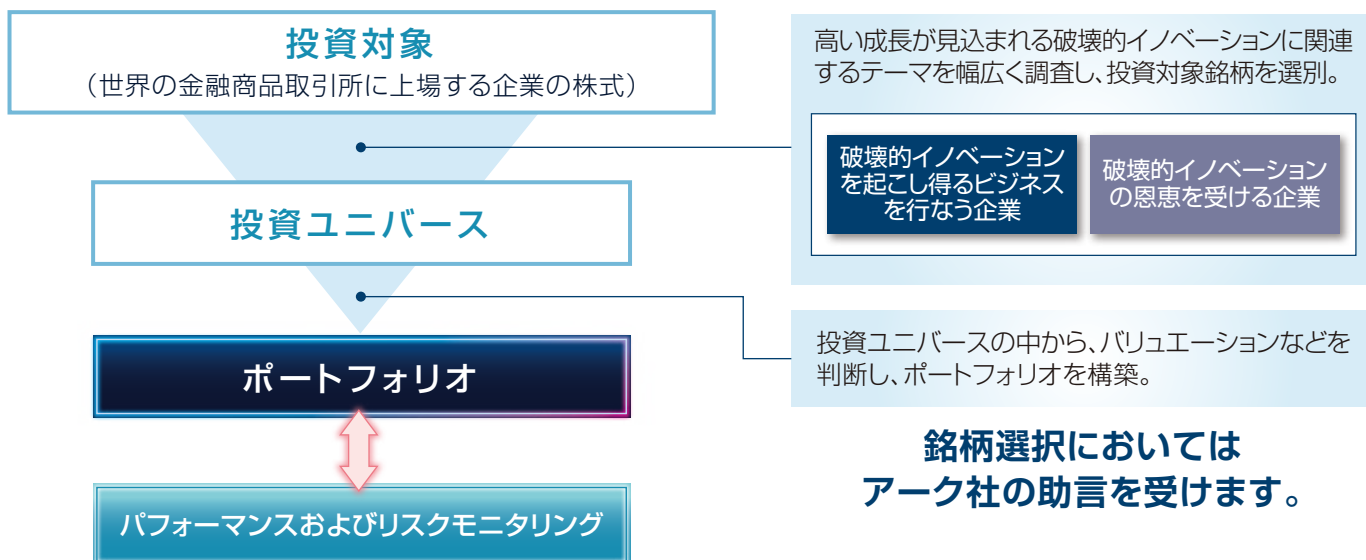 投資対象
(世界の金融商品取引所に上場する企業の株式)
投資ユニバース
ポートフォリオ
パフォーマンスおよびリスクモニタリング
高い成長が見込まれる破壊的イノベーションに関連
するテーマを幅広く調査し、投資対象銘柄を選別。
破壊的イノベーション
を起こし得るビジネス
を行なう企業
破壊的イノベーション
の恩恵を受ける企業
投資ユニバースの中から、バリュエーションなどを
判断し、ポートフォリオを構築。
銘柄選択においては
アーク社の助言を受けます。